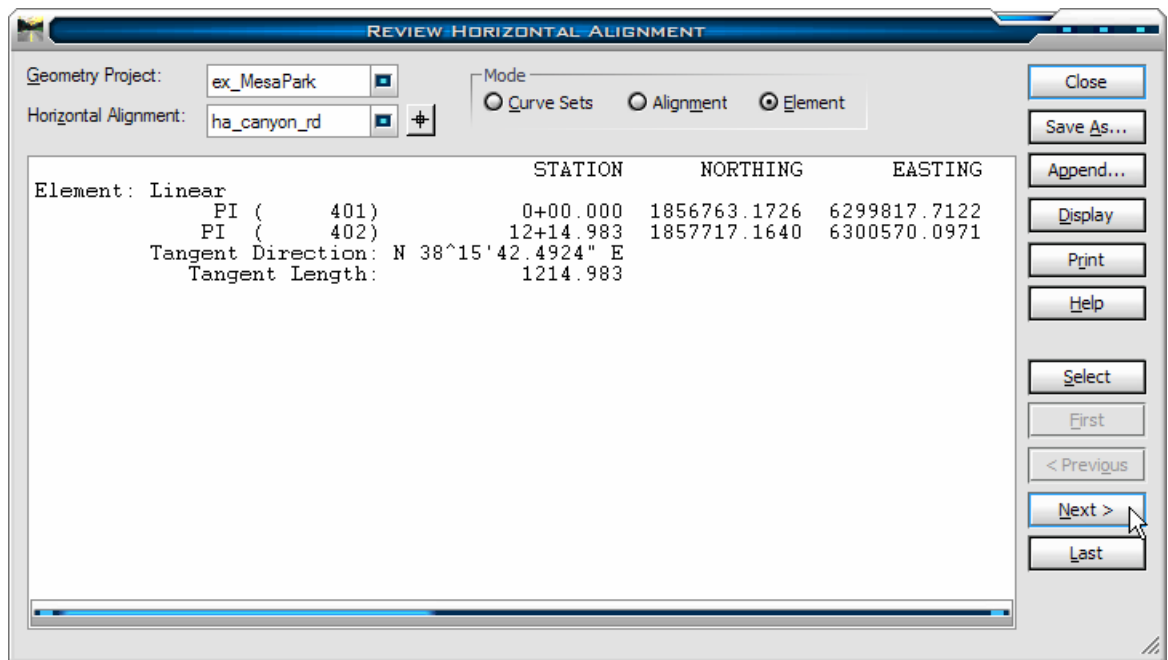 Review Horizontal Alignment
Geometry Project:
ex_MesaPark
Horizontal Alignment:
ha_canyon_rd
Mode
Curve Sets
Alignment
Element
STATION NORTHING EASTING
Element: Linear
PI ( 401) 0+00.000 1856763.1726 6299817.7122
PI ( 402) 12+14.983 1857717.1640 6300570.0971
Tangent Direction: N 38^15'42.4924" E
Tangent Length: 1214.983
Close
Save As...
Append...
Display
Print
Help
Select
First
< Previous
Next >
Last